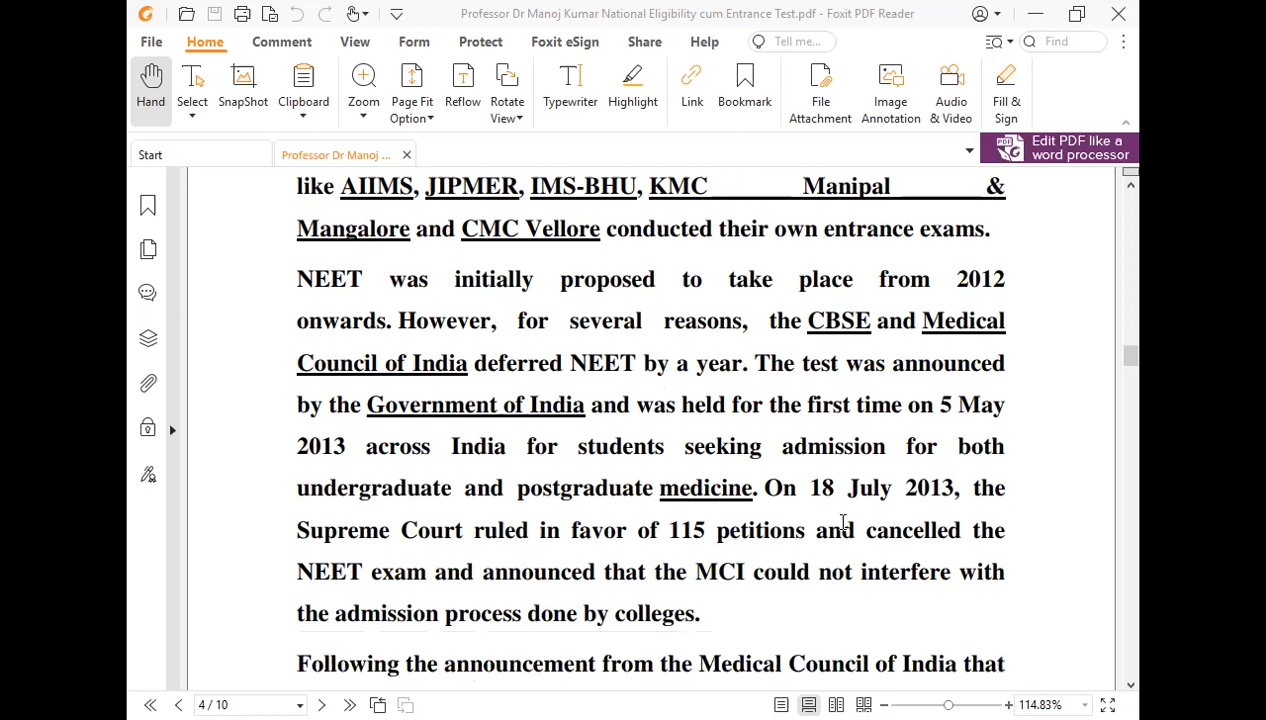 Professor Dr Manoj Kumar National Eligibility cum Entrance Test.pdf - Foxit PDF Reader
File Home Comment View Form Protect Foxit eSign Share Help Tell me... Find
Hand Select SnapShot Clipboard Zoom Page Fit Option Reflow Rotate View Typewriter Highlight Link Bookmark File Attachment Image Annotation Audio & Video Fill & Sign
Start Professor Dr Manoj ... Edit PDF like a word processor
like AIIMS, JIPMER, IMS-BHU, KMC Manipal &
Mangalore and CMC Vellore conducted their own entrance exams.
NEET was initially proposed to take place from 2012
onwards. However, for several reasons, the CBSE and Medical
Council of India deferred NEET by a year. The test was announced
by the Government of India and was held for the first time on 5 May
2013 across India for students seeking admission for both
undergraduate and postgraduate medicine. On 18 July 2013, the
Supreme Court ruled in favor of 115 petitions and cancelled the
NEET exam and announced that the MCI could not interfere with
the admission process done by colleges.
Following the announcement from the Medical Council of India that
4 / 10 114.83%